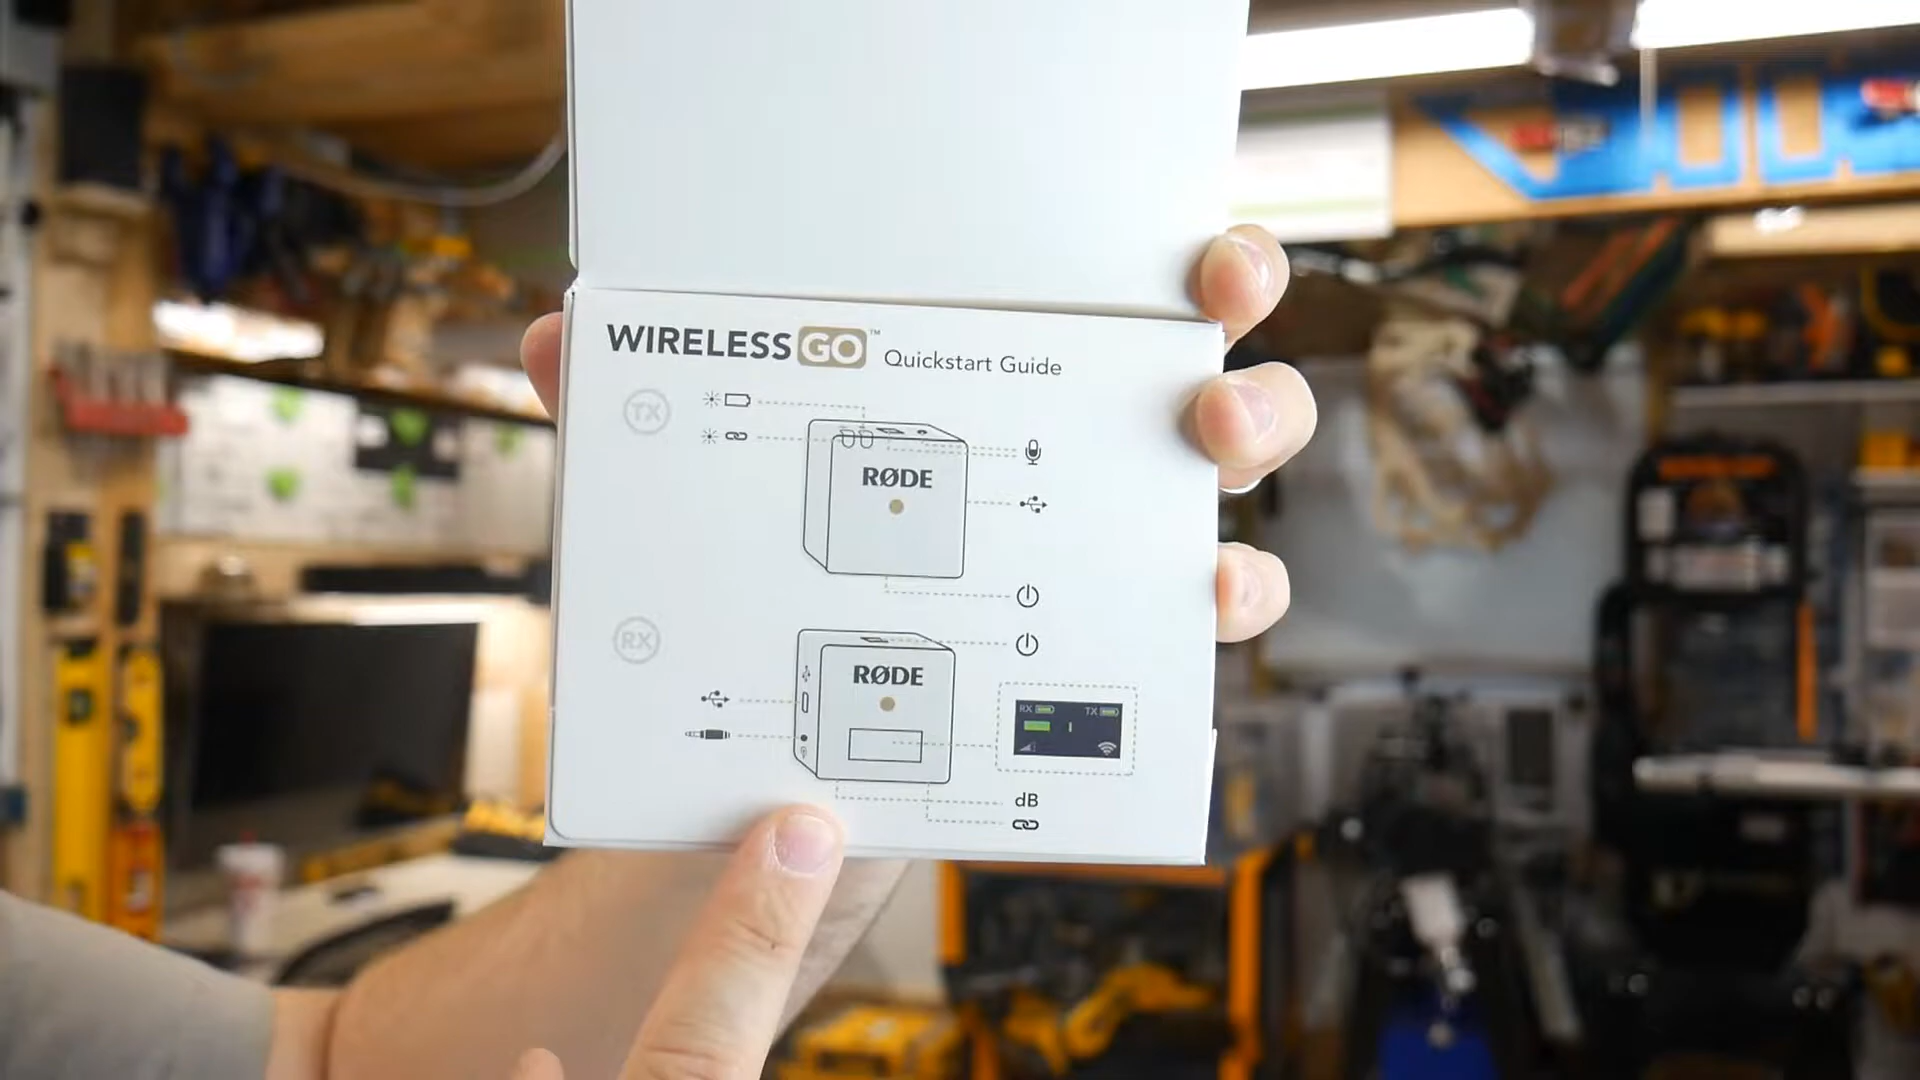 WIRELESS GO™ Quickstart Guide
TX
RØDE
RX
RØDE
RX TX
dB